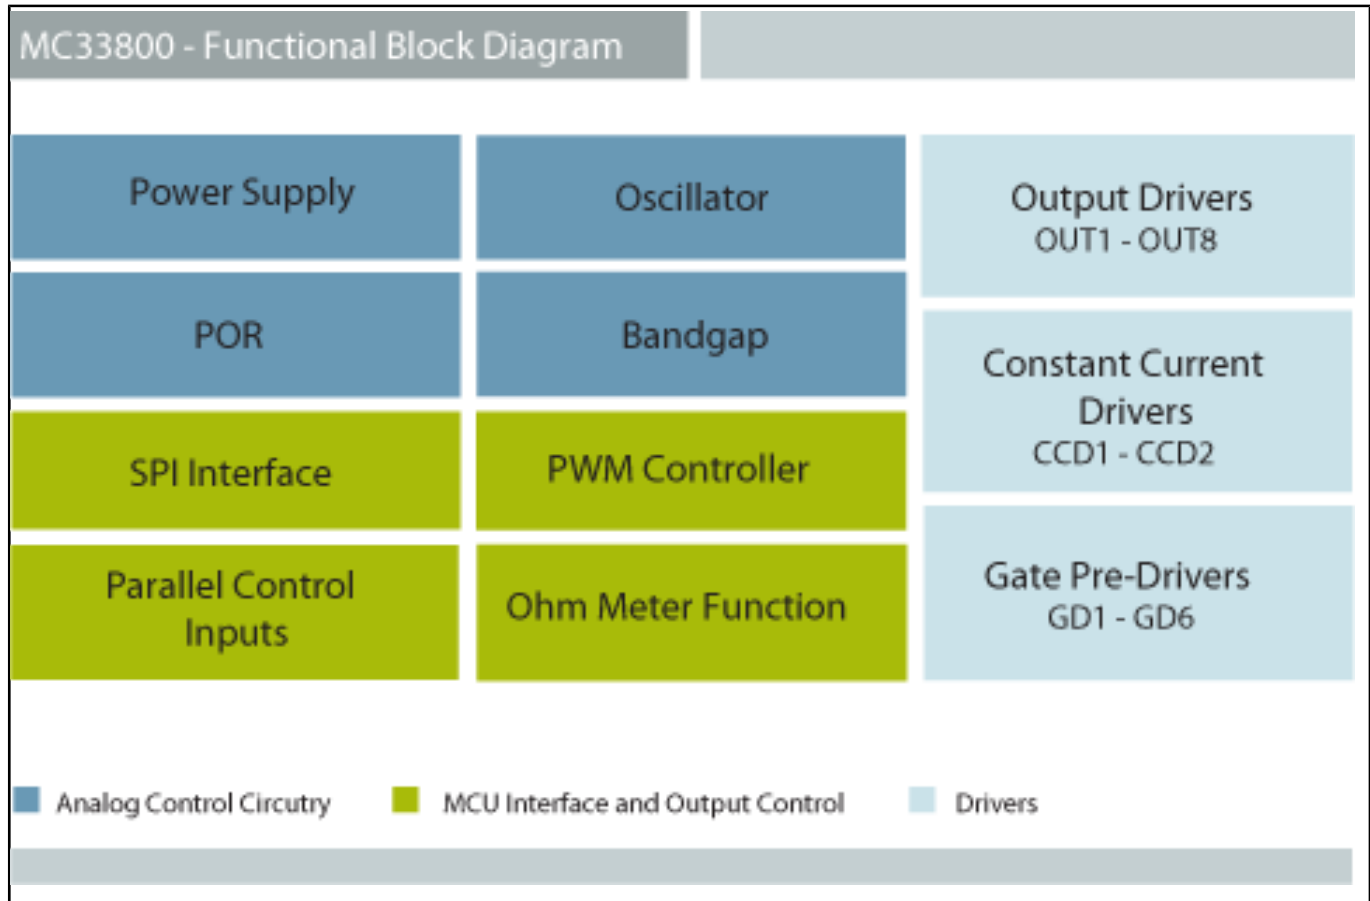 MC33800 - Functional Block Diagram
Power Supply
Oscillator
Output Drivers
OUT1 - OUT8
POR
Bandgap
Constant Current
Drivers
CCD1 - CCD2
SPI Interface
PWM Controller
Parallel Control
Inputs
Ohm Meter Function
Gate Pre-Drivers
GD1 - GD6
Analog Control Circutry
MCU Interface and Output Control
Drivers